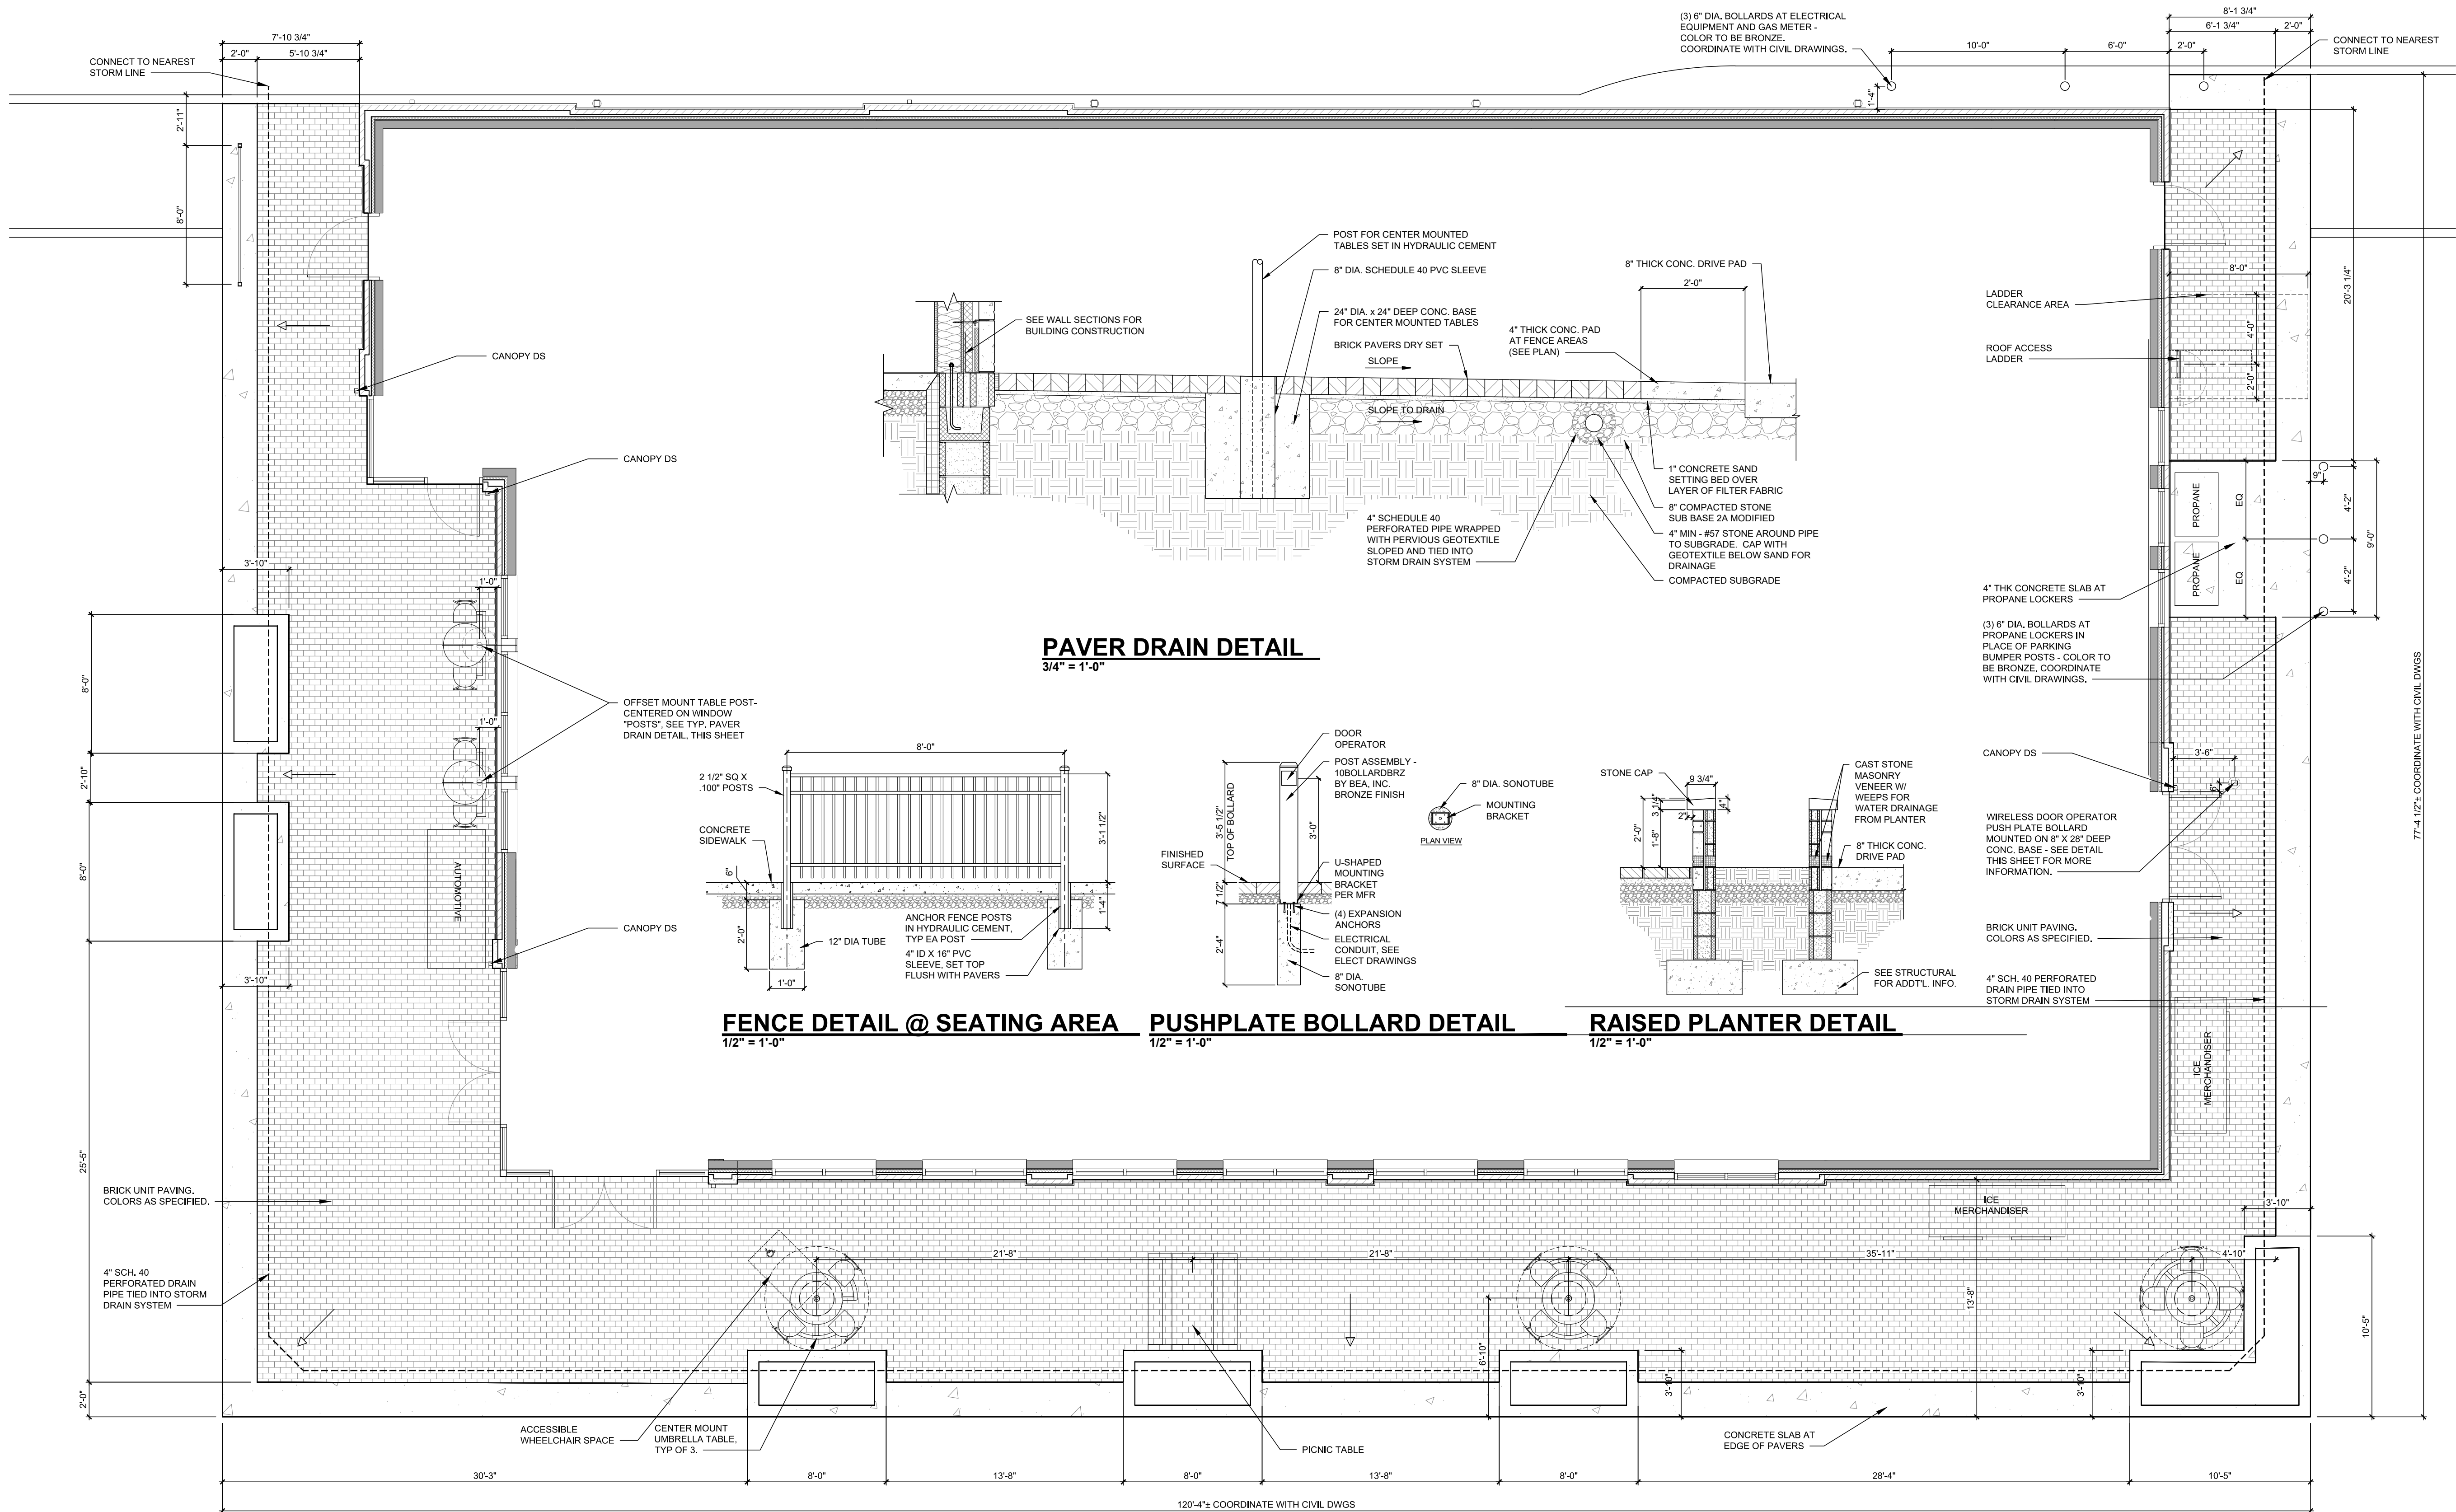 (3) 6" DIA. BOLLARDS AT ELECTRICAL
EQUIPMENT AND GAS METER -
COLOR TO BE BRONZE.
COORDINATE WITH CIVIL DRAWINGS.
10'-0"
6'-0"
2'-0"
8'-1 3/4"
6'-1 3/4"
2'-0"
CONNECT TO NEAREST
STORM LINE
1'-4"
7'-10 3/4"
2'-0"
5'-10 3/4"
CONNECT TO NEAREST
STORM LINE
2'-11"
8'-0"
CANOPY DS
CANOPY DS
3'-10"
1'-0"
8'-0"
1'-0"
2'-10"
8'-0"
OFFSET MOUNT TABLE POST-
CENTERED ON WINDOW
"POSTS", SEE TYP. PAVER
DRAIN DETAIL, THIS SHEET
AUTOMOTIVE
CANOPY DS
3'-10"
25'-5"
BRICK UNIT PAVING.
COLORS AS SPECIFIED.
4" SCH. 40
PERFORATED DRAIN
PIPE TIED INTO STORM
DRAIN SYSTEM
2'-0"
POST FOR CENTER MOUNTED
TABLES SET IN HYDRAULIC CEMENT
8" DIA. SCHEDULE 40 PVC SLEEVE
24" DIA. x 24" DEEP CONC. BASE
FOR CENTER MOUNTED TABLES
BRICK PAVERS DRY SET
SLOPE
SEE WALL SECTIONS FOR
BUILDING CONSTRUCTION
8" THICK CONC. DRIVE PAD
2'-0"
4" THICK CONC. PAD
AT FENCE AREAS
(SEE PLAN)
SLOPE TO DRAIN
1" CONCRETE SAND
SETTING BED OVER
LAYER OF FILTER FABRIC
8" COMPACTED STONE
SUB BASE 2A MODIFIED
4" MIN - #57 STONE AROUND PIPE
TO SUBGRADE.  CAP WITH
GEOTEXTILE BELOW SAND FOR
DRAINAGE
COMPACTED SUBGRADE
4" SCHEDULE 40
PERFORATED PIPE WRAPPED
WITH PERVIOUS GEOTEXTILE
SLOPED AND TIED INTO
STORM DRAIN SYSTEM
PAVER DRAIN DETAIL
3/4" = 1'-0"
8'-0"
2 1/2" SQ X
.100" POSTS
CONCRETE
SIDEWALK
6"
2'-0"
1'-0"
12" DIA TUBE
3'-1 1/2"
1'-4"
ANCHOR FENCE POSTS
IN HYDRAULIC CEMENT,
TYP EA POST
4" ID X 16" PVC
SLEEVE, SET TOP
FLUSH WITH PAVERS
FENCE DETAIL @ SEATING AREA
1/2" = 1'-0"
DOOR
OPERATOR
POST ASSEMBLY -
10BOLLARDBRZ
BY BEA, INC.
BRONZE FINISH
3'-5 1/2"
TOP OF BOLLARD
3'-0"
FINISHED
SURFACE
7 1/2"
2'-4"
U-SHAPED
MOUNTING
BRACKET
PER MFR
(4) EXPANSION
ANCHORS
ELECTRICAL
CONDUIT, SEE
ELECT DRAWINGS
8" DIA.
SONOTUBE
8" DIA. SONOTUBE
MOUNTING
BRACKET
PLAN VIEW
PUSHPLATE BOLLARD DETAIL
1/2" = 1'-0"
STONE CAP
9 3/4"
2'-0"
1'-8"
3 1/4"
2"
4"
CAST STONE
MASONRY
VENEER W/
WEEPS FOR
WATER DRAINAGE
FROM PLANTER
8" THICK CONC.
DRIVE PAD
SEE STRUCTURAL
FOR ADDT'L. INFO.
RAISED PLANTER DETAIL
1/2" = 1'-0"
8'-0"
LADDER
CLEARANCE AREA
4'-0"
ROOF ACCESS
LADDER
2'-0"
20'-3 1/4"
PROPANE
PROPANE
EQ
EQ
9"
4'-2"
4'-2"
9'-0"
4" THK CONCRETE SLAB AT
PROPANE LOCKERS
(3) 6" DIA. BOLLARDS AT
PROPANE LOCKERS IN
PLACE OF PARKING
BUMPER POSTS - COLOR TO
BE BRONZE. COORDINATE
WITH CIVIL DRAWINGS.
77'-4 1/2"± COORDINATE WITH CIVIL DWGS
CANOPY DS
3'-6"
6"
WIRELESS DOOR OPERATOR
PUSH PLATE BOLLARD
MOUNTED ON 8" X 28" DEEP
CONC. BASE - SEE DETAIL
THIS SHEET FOR MORE
INFORMATION.
BRICK UNIT PAVING.
COLORS AS SPECIFIED.
4" SCH. 40 PERFORATED
DRAIN PIPE TIED INTO
STORM DRAIN SYSTEM
ICE
MERCHANDISER
ICE
MERCHANDISER
3'-10"
21'-8"
21'-8"
35'-11"
4'-10"
13'-8"
6'-10"
3'-10"
3'-10"
10'-5"
ACCESSIBLE
WHEELCHAIR SPACE
CENTER MOUNT
UMBRELLA TABLE,
TYP OF 3.
PICNIC TABLE
CONCRETE SLAB AT
EDGE OF PAVERS
30'-3"
8'-0"
13'-8"
8'-0"
13'-8"
8'-0"
28'-4"
10'-5"
120'-4"± COORDINATE WITH CIVIL DWGS